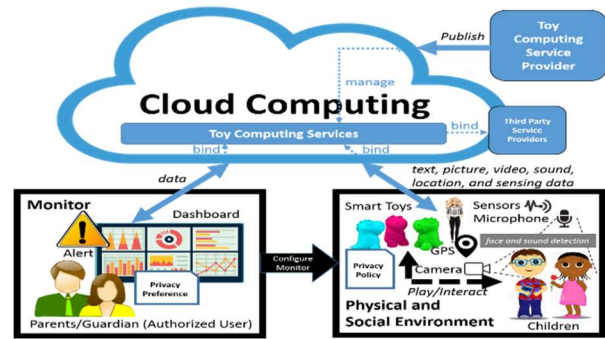 Publish
Toy
Computing
Service
Provider
manage
Cloud Computing
Toy Computing Services
bind
Third Party
Service
Providers
bind
bind
data
text, picture, video, sound,
location, and sensing data
Monitor
Dashboard
Alert
Privacy
Preference
Parents/Guardian (Authorized User)
Configure
Monitor
Smart Toys
Sensors
Microphone
GPS
face and sound detection
Camera
Privacy
Policy
Play/Interact
Physical and
Social Environment
Children